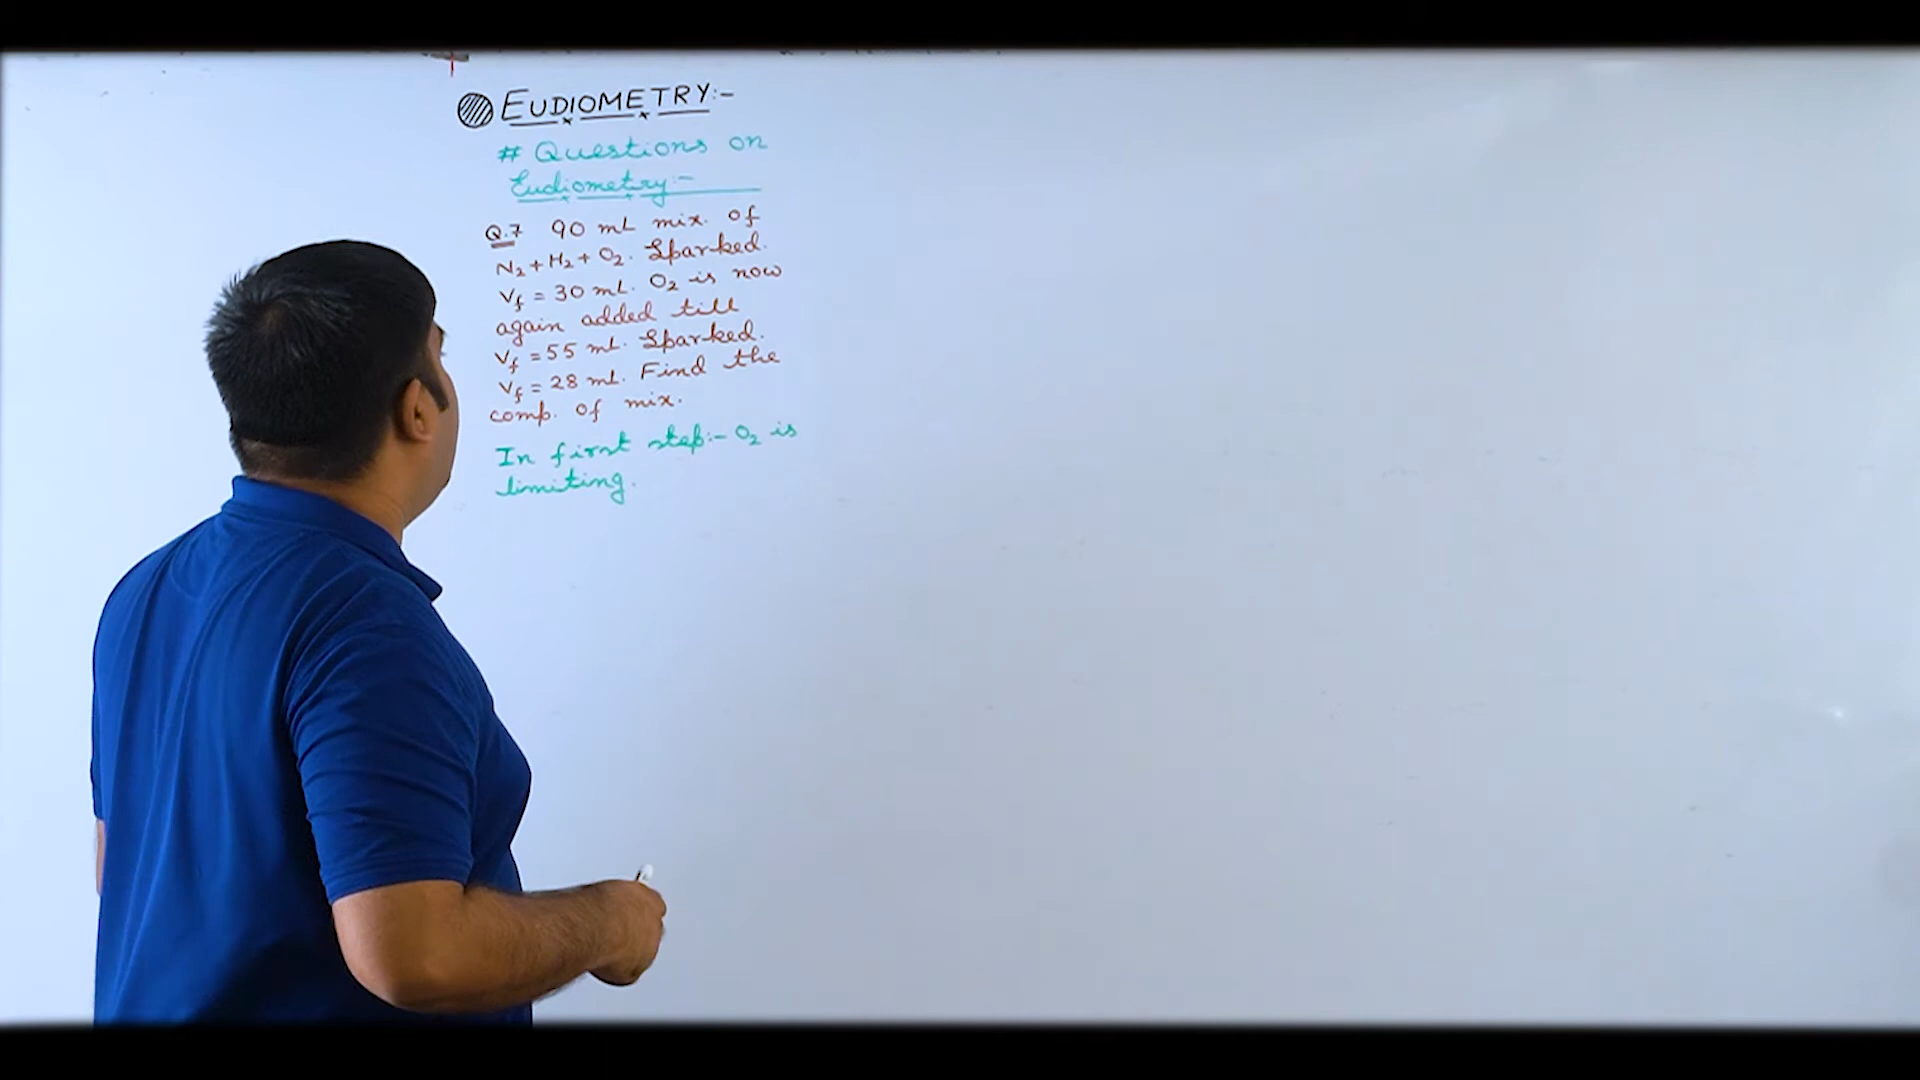 EUDIOMETRY:-
# Questions on
Eudiometry:-
Q.7 90 mL mix. of
N₂ + H₂ + O₂. Sparked.
V_f = 30 mL. O₂ is now
again added till
V_f = 55 mL. Sparked.
V_f = 28 mL. Find the
comp. of mix.
In first step:- O₂ is
limiting.